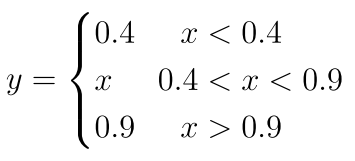 0.4 x < 0.4
y = { x 0.4 < x < 0.9
0.9 x > 0.9